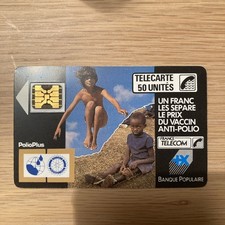 TELECARTE
50 UNITÉS
UN FRANC
LES SEPARE
LE PRIX
DU VACCIN
ANTI-POLIO
PolioPlus
FRANCE
TELECOM
BANQUE POPULAIRE